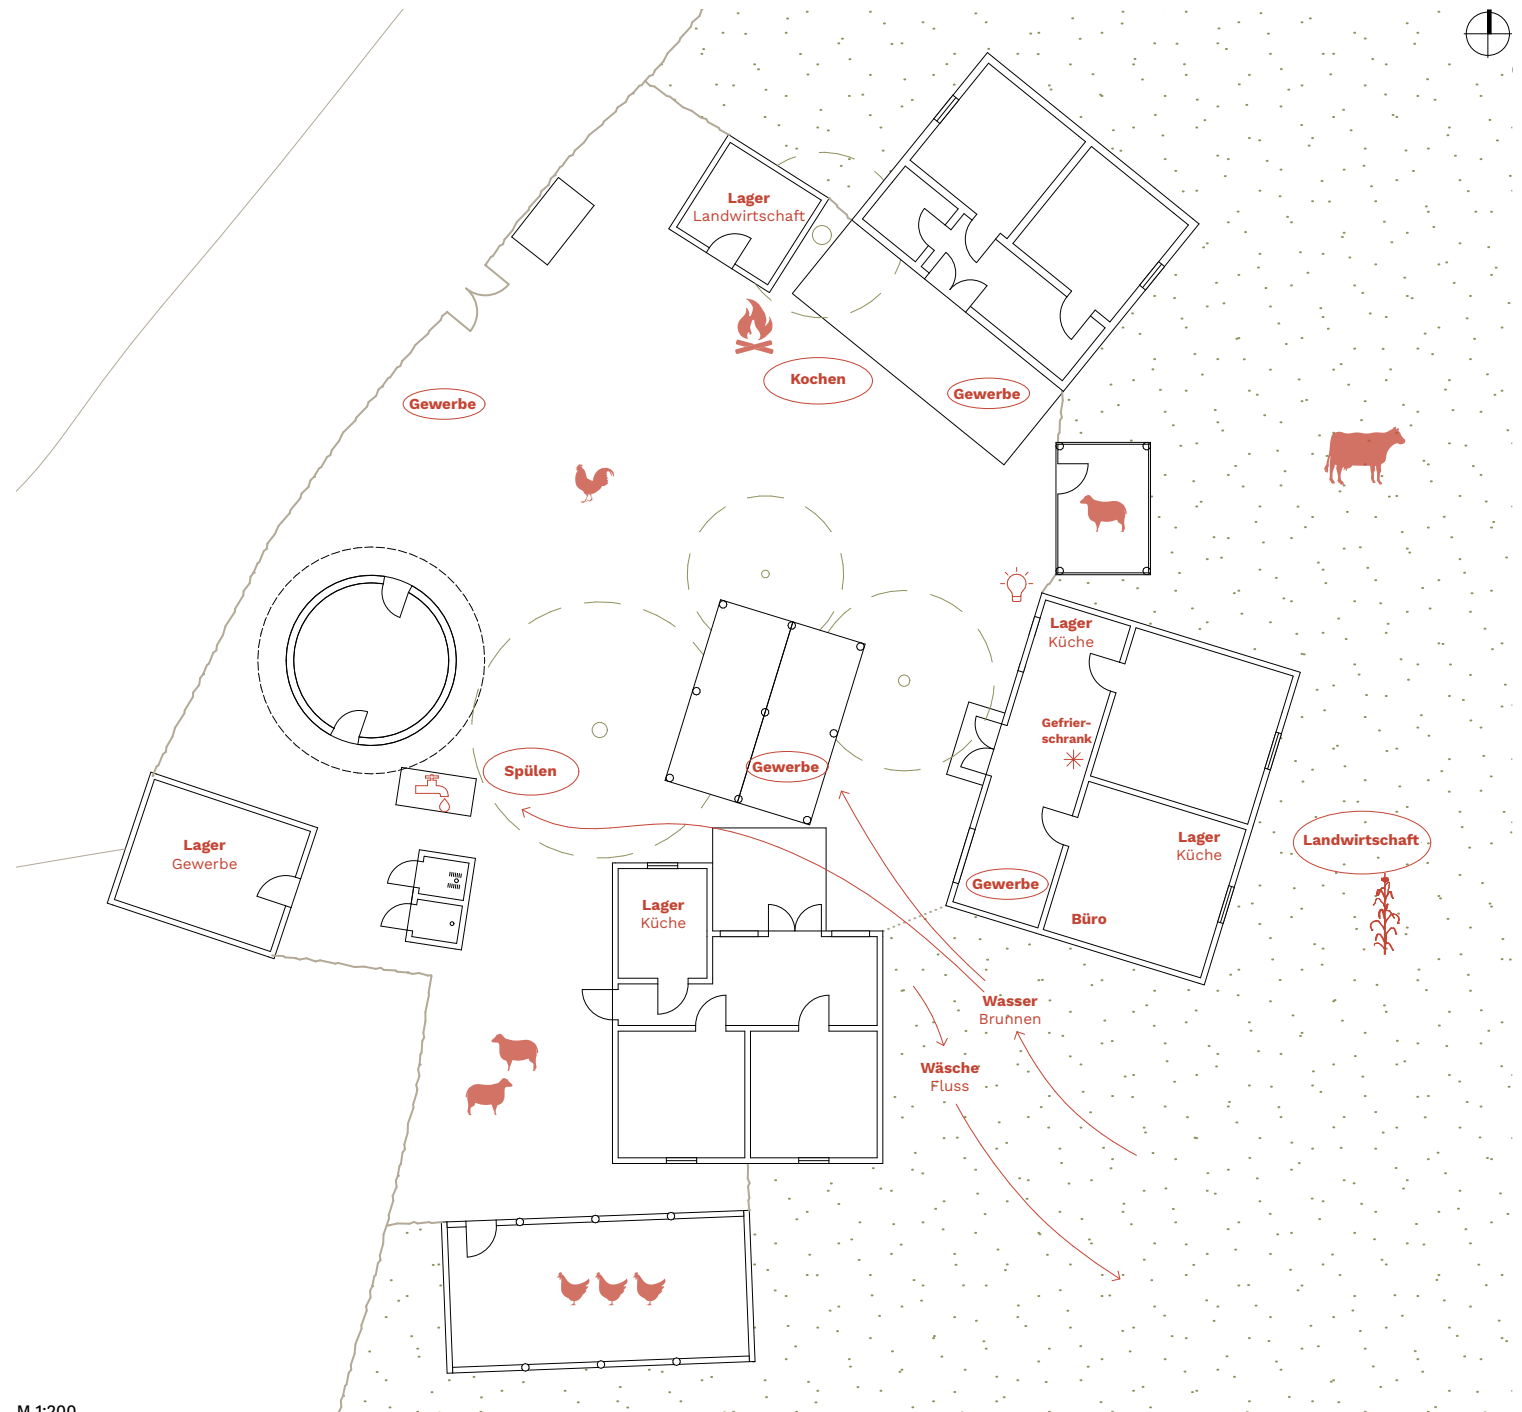 Lager
Landwirtschaft
Kochen
Gewerbe
Gewerbe
Lager
Küche
Gefrier-
schrank
Spülen
Gewerbe
Lager
Gewerbe
Lager
Küche
Landwirtschaft
Gewerbe
Lager
Küche
Büro
Wasser
Brunnen
Wäsche
Fluss
M 1:200